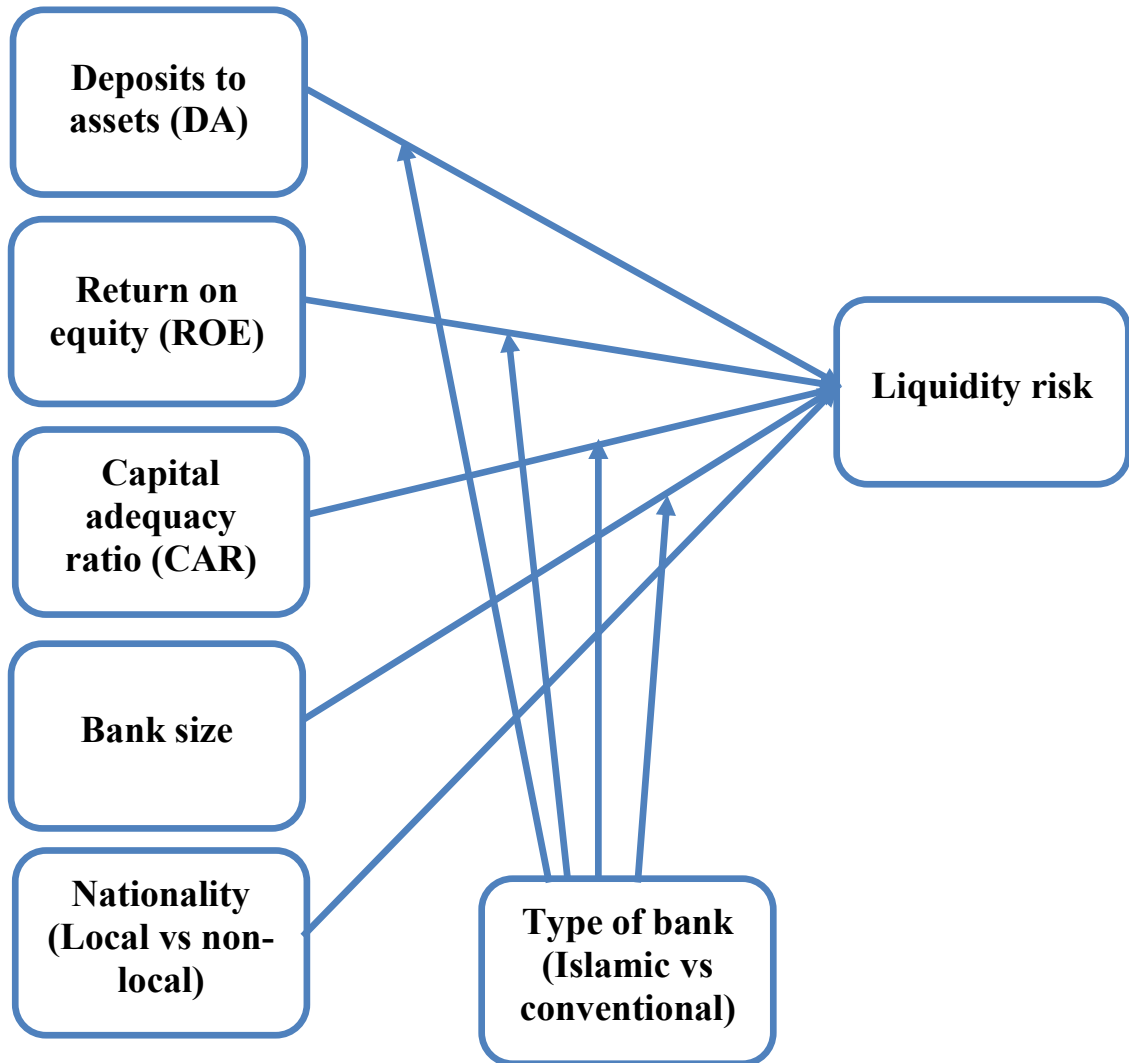 Deposits to
assets (DA)
Return on
equity (ROE)
Capital
adequacy
ratio (CAR)
Bank size
Nationality
(Local vs non-
local)
Liquidity risk
Type of bank
(Islamic vs
conventional)